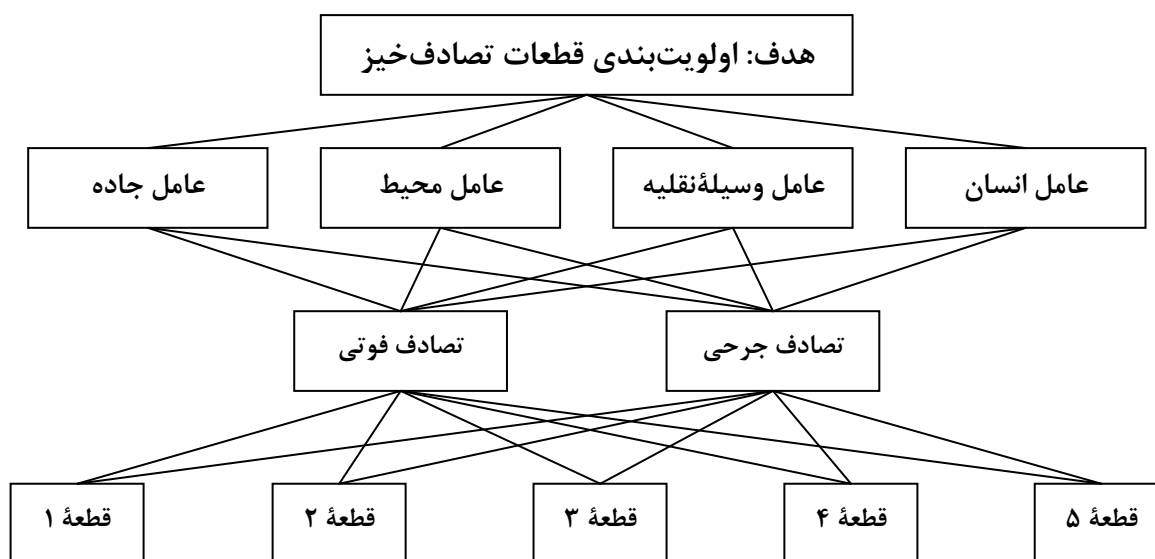 هدف: اولویت‌بندی قطعات تصادف‌خیز
عامل انسان
عامل وسیلهٔ‌نقلیه
عامل محیط
عامل جاده
تصادف جرحی
تصادف فوتی
قطعهٔ ۵
قطعهٔ ۴
قطعهٔ ۳
قطعهٔ ۲
قطعهٔ ۱